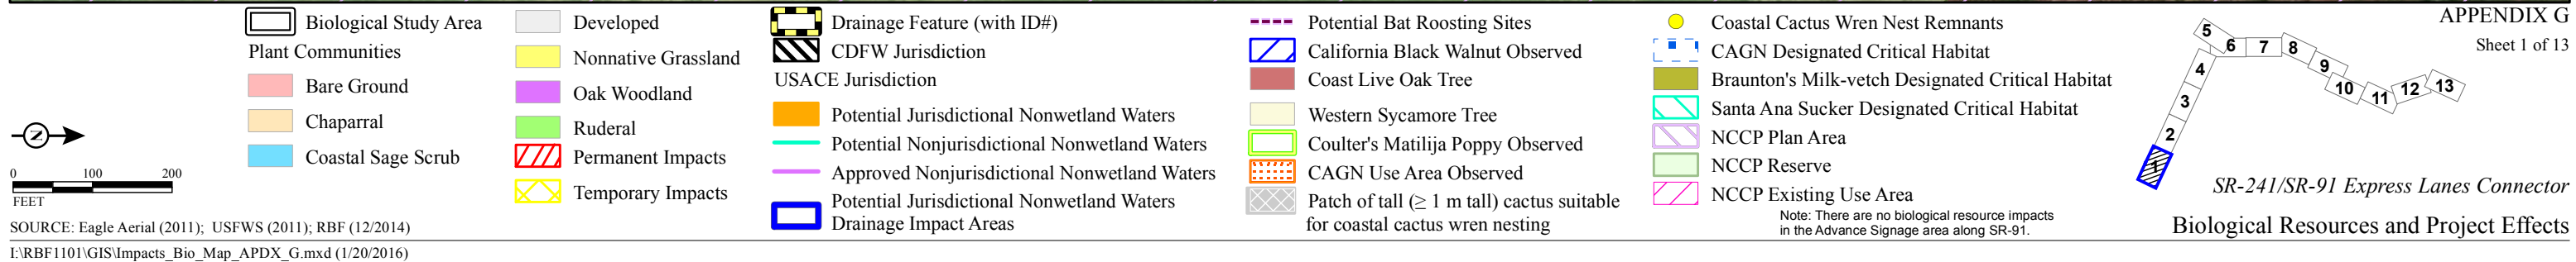 N
0 100 200
FEET
SOURCE: Eagle Aerial (2011); USFWS (2011); RBF (12/2014)
I:\RBF1101\GIS\Impacts_Bio_Map_APDX_G.mxd (1/20/2016)
Biological Study Area
Plant Communities
Bare Ground
Chaparral
Coastal Sage Scrub
Developed
Nonnative Grassland
Oak Woodland
Ruderal
Permanent Impacts
Temporary Impacts
Drainage Feature (with ID#)
CDFW Jurisdiction
USACE Jurisdiction
Potential Jurisdictional Nonwetland Waters
Potential Nonjurisdictional Nonwetland Waters
Approved Nonjurisdictional Nonwetland Waters
Potential Jurisdictional Nonwetland Waters
Drainage Impact Areas
Potential Bat Roosting Sites
California Black Walnut Observed
Coast Live Oak Tree
Western Sycamore Tree
Coulter's Matilija Poppy Observed
CAGN Use Area Observed
Patch of tall (≥ 1 m tall) cactus suitable
for coastal cactus wren nesting
Coastal Cactus Wren Nest Remnants
CAGN Designated Critical Habitat
Braunton's Milk-vetch Designated Critical Habitat
Santa Ana Sucker Designated Critical Habitat
NCCP Plan Area
NCCP Reserve
NCCP Existing Use Area
Note: There are no biological resource impacts
in the Advance Signage area along SR-91.
5
6
7
8
9
10
11
12
13
4
3
2
1
APPENDIX G
Sheet 1 of 13
SR-241/SR-91 Express Lanes Connector
Biological Resources and Project Effects